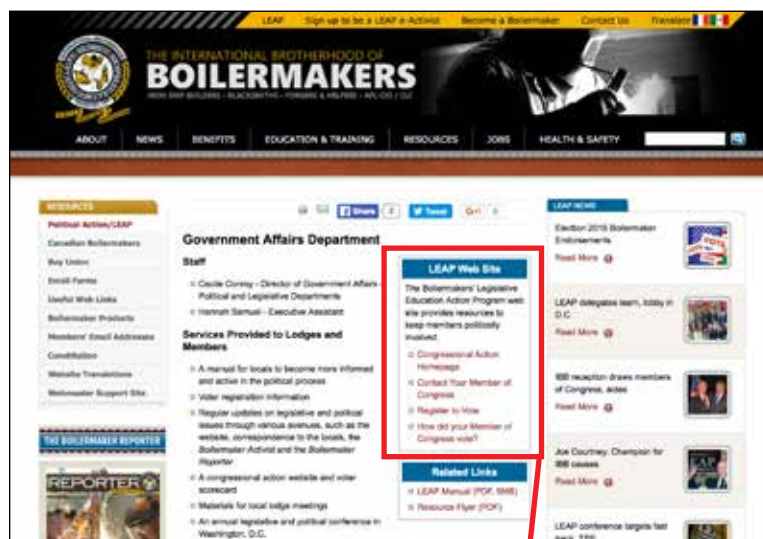 LEAP Sign up to be a LEAP e-Activist Become a Boilermaker Contact Us Translate
THE INTERNATIONAL BROTHERHOOD OF
BOILERMAKERS
IRON SHIP BUILDERS • BLACKSMITHS • FORGERS & HELPERS • AFL-CIO / CLC
ABOUT NEWS BENEFITS EDUCATION & TRAINING RESOURCES JOBS HEALTH & SAFETY
RESOURCES
Political Action/LEAP
Canadian Boilermakers
Buy Union
Email Forms
Useful Web Links
Boilermaker Products
Members' Email Addresses
Constitution
Website Translations
Webmaster Support Site
THE BOILERMAKER REPORTER
REPORTER
Share 2 Tweet G+1 0
Government Affairs Department
Staff
Cecile Conroy - Director of Government Affairs -
Political and Legislative Departments
Hannah Samuel - Executive Assistant
Services Provided to Lodges and
Members
A manual for locals to become more informed
and active in the political process
Voter registration information
Regular updates on legislative and political
issues through various avenues, such as the
website, correspondence to the locals, the
Boilermaker Activist and the Boilermaker
Reporter
A congressional action website and voter
scorecard
Materials for local lodge meetings
An annual legislative and political conference in
Washington, D.C.
LEAP Web Site
The Boilermakers' Legislative
Education Action Program web
site provides resources to
keep members politically
involved.
Congressional Action
Homepage
Contact Your Member of
Congress
Register to Vote
How did your Member of
Congress vote?
Related Links
LEAP Manual (PDF, 5MB)
Resource Flyer (PDF)
LEAP NEWS
Election 2016 Boilermaker
Endorsements
Read More
VOTE
LEAP delegates learn, lobby in
D.C.
Read More
IBB reception draws members
of Congress, aides
Read More
Joe Courtney: Champion for
IBB causes
Read More
LEAP conference targets fast
track, TPP